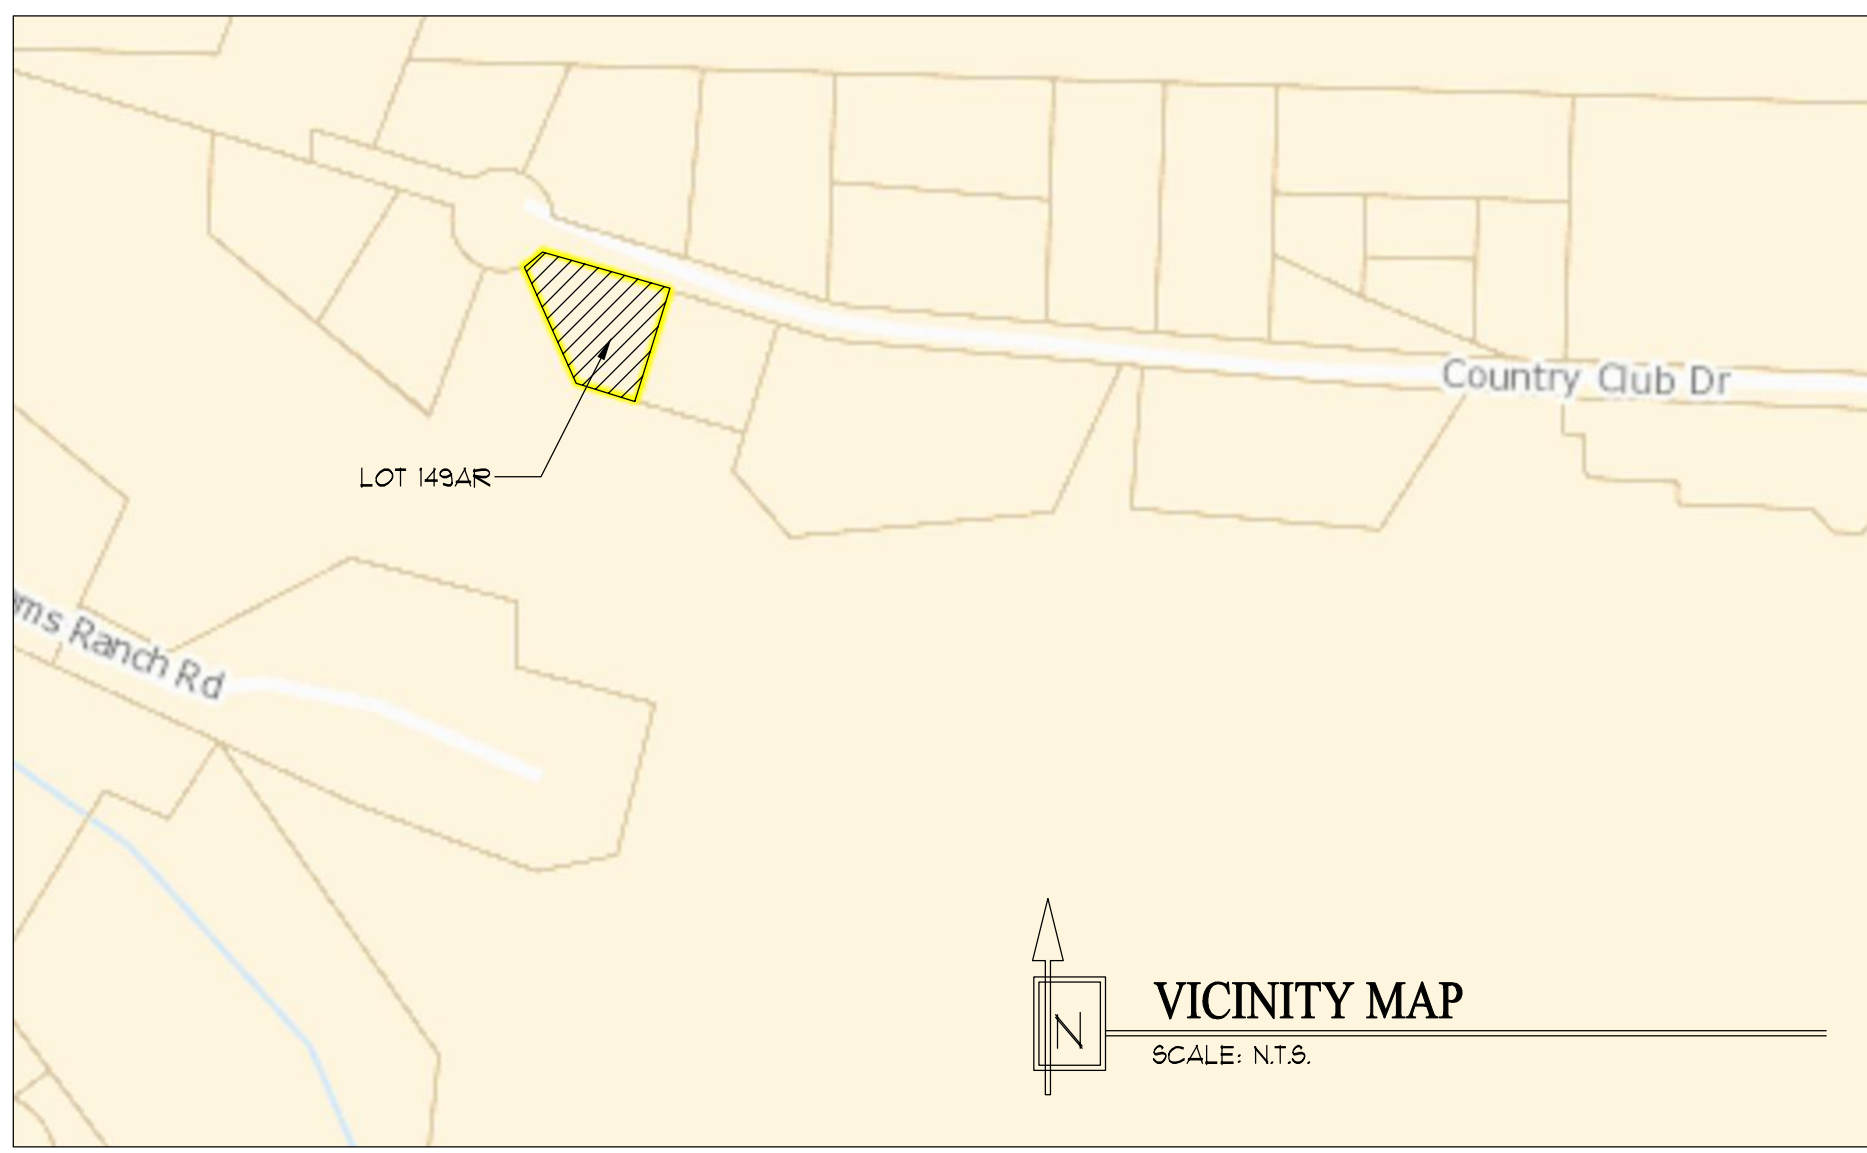 Country Club Dr
LOT 149AR
ms Ranch Rd
N
VICINITY MAP
SCALE: N.T.S.